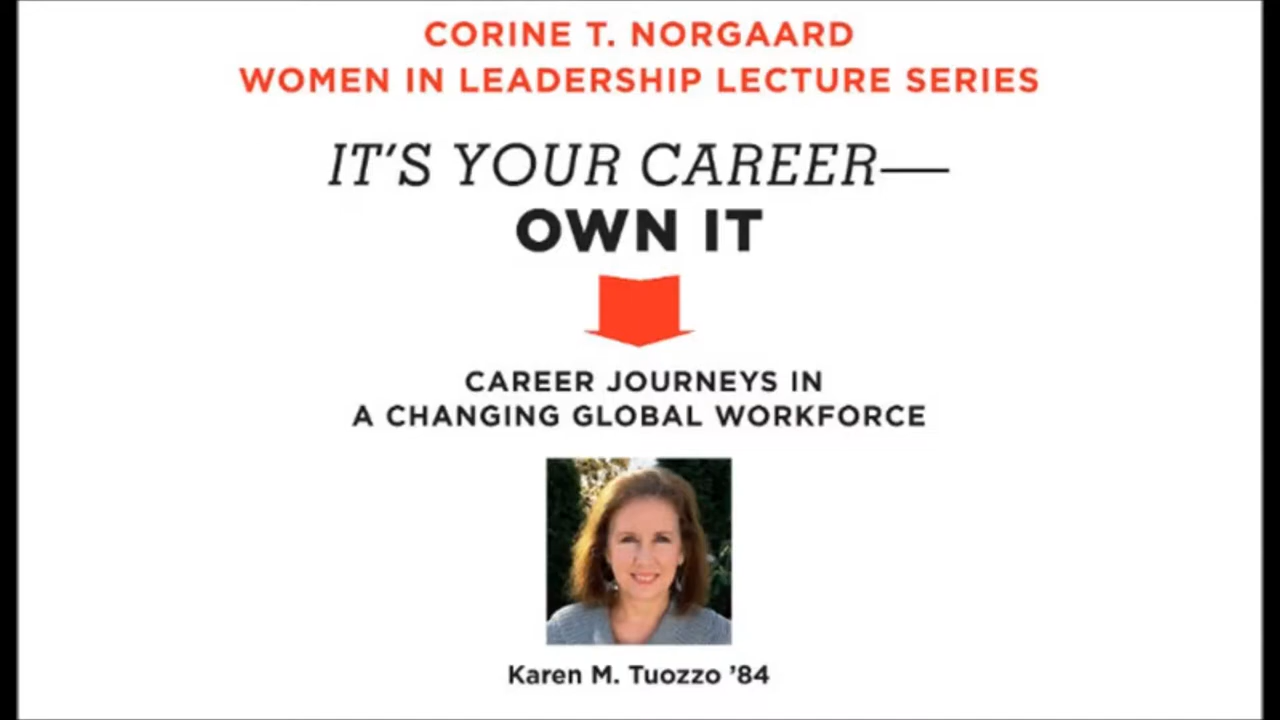 CORINE T. NORGAARD
WOMEN IN LEADERSHIP LECTURE SERIES
IT’S YOUR CAREER—
OWN IT
CAREER JOURNEYS IN
A CHANGING GLOBAL WORKFORCE
Karen M. Tuozzo ’84